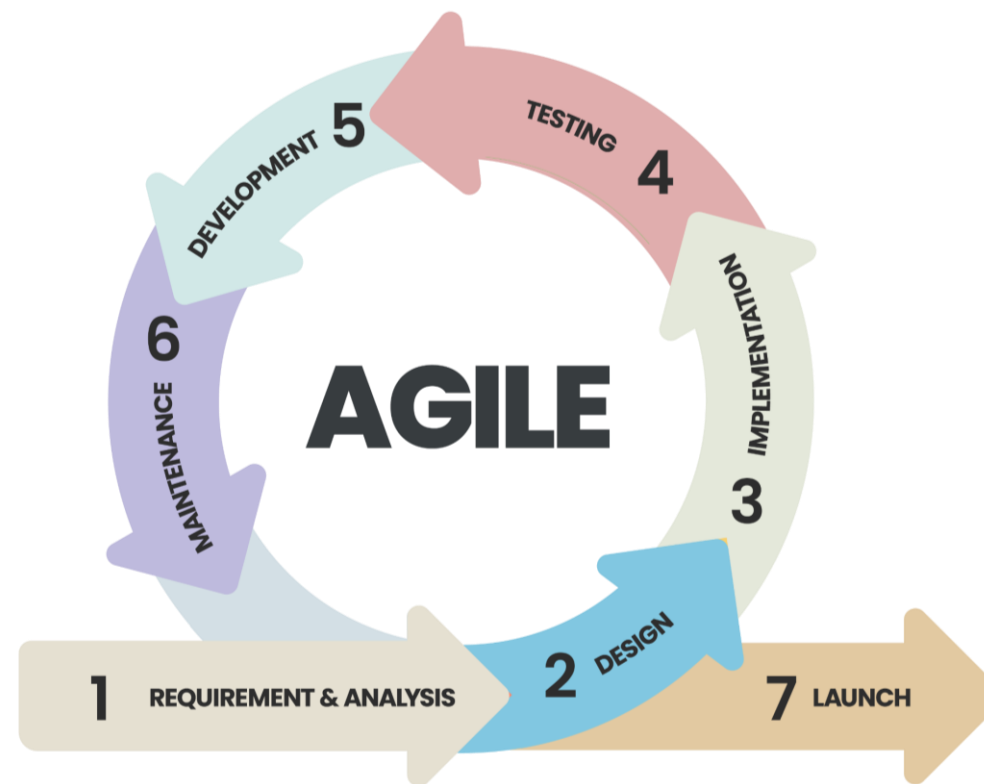 AGILE
1 REQUIREMENT & ANALYSIS
2 DESIGN
3 IMPLEMENTATION
4 TESTING
5 DEVELOPMENT
6 MAINTENANCE
7 LAUNCH